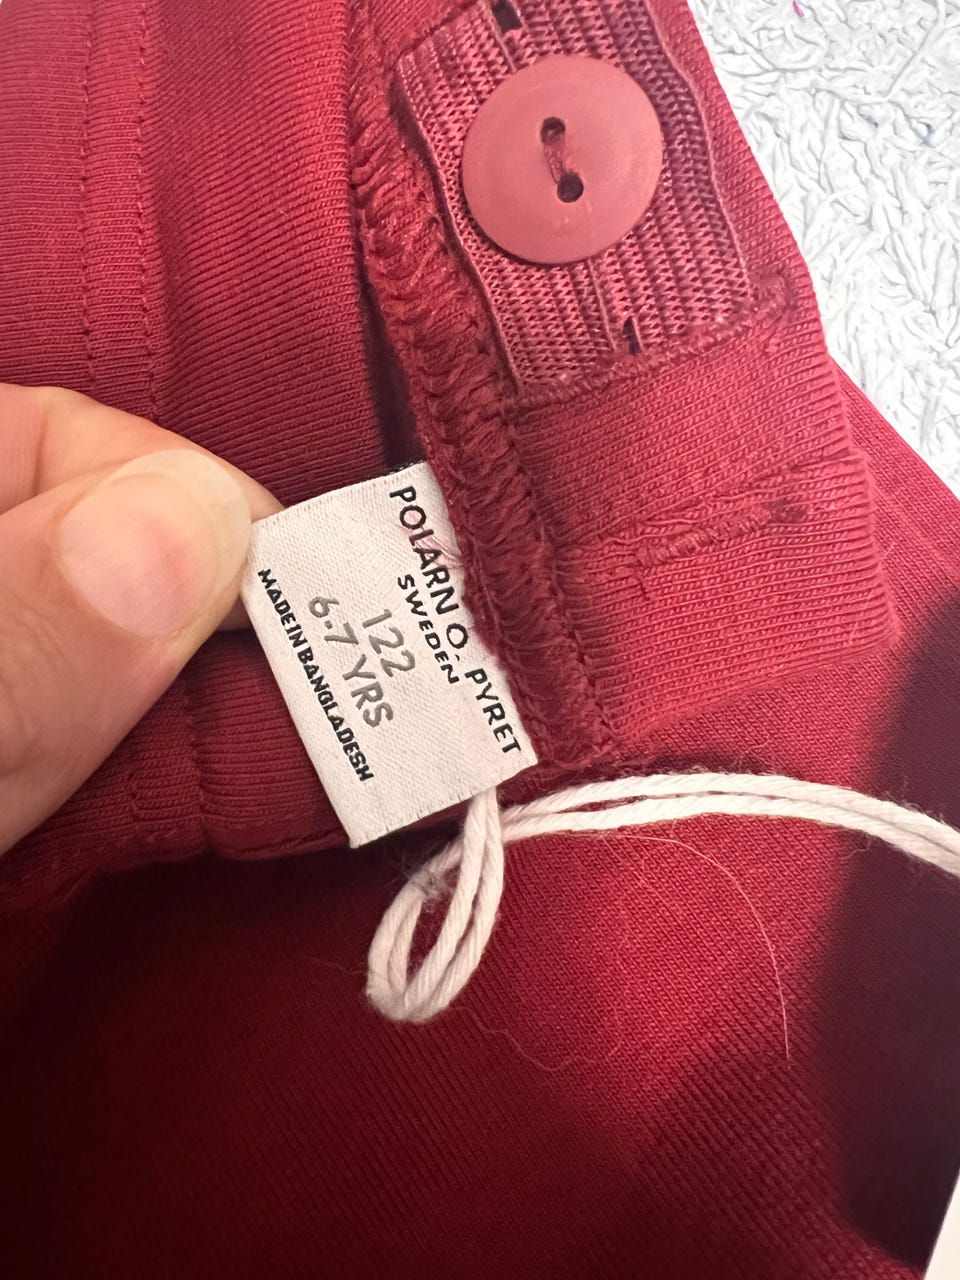 POLARN O. PYRET
SWEDEN
122
6-7 YRS
MADE IN BANGLADESH